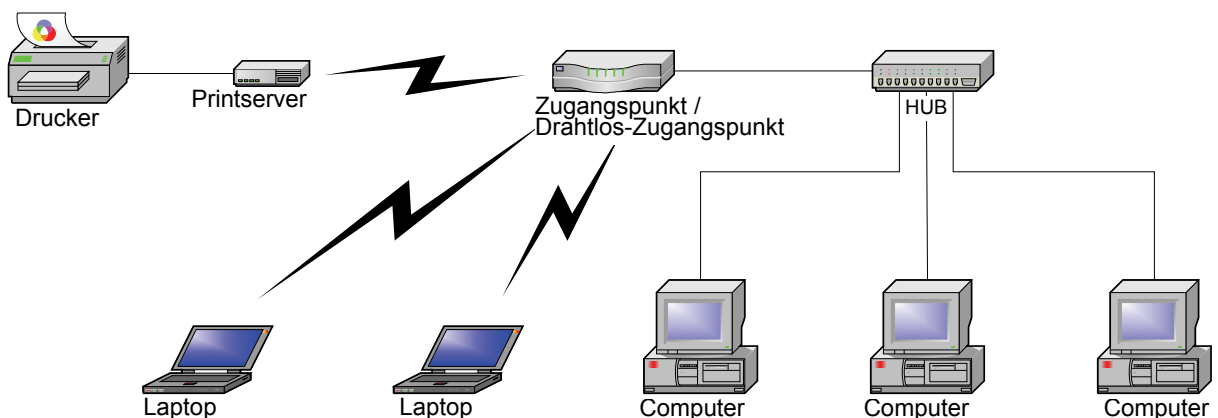 Drucker
Printserver
Zugangspunkt /
Drahtlos-Zugangspunkt
HUB
Laptop
Laptop
Computer
Computer
Computer